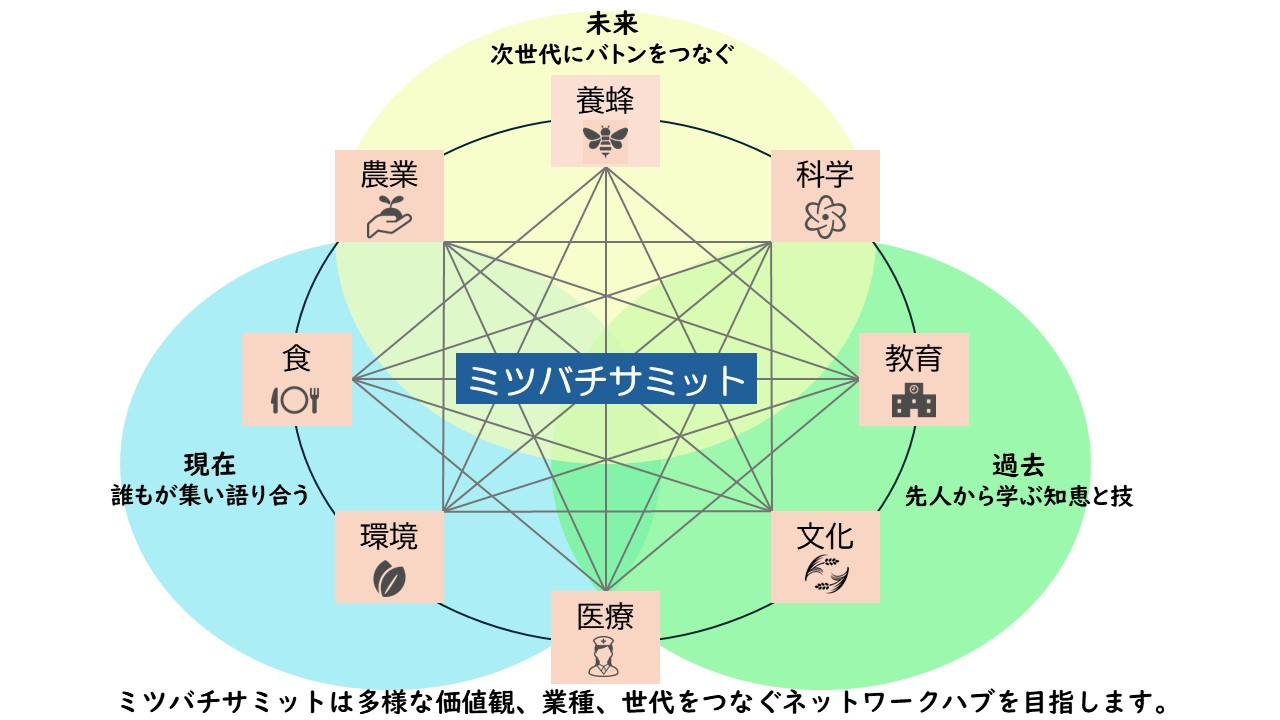 未来
次世代にバトンをつなぐ
養蜂
農業
科学
食
ミツバチサミット
教育
現在
誰もが集い語り合う
過去
先人から学ぶ知恵と技
環境
文化
医療
ミツバチサミットは多様な価値観、業種、世代をつなぐネットワークハブを目指します。